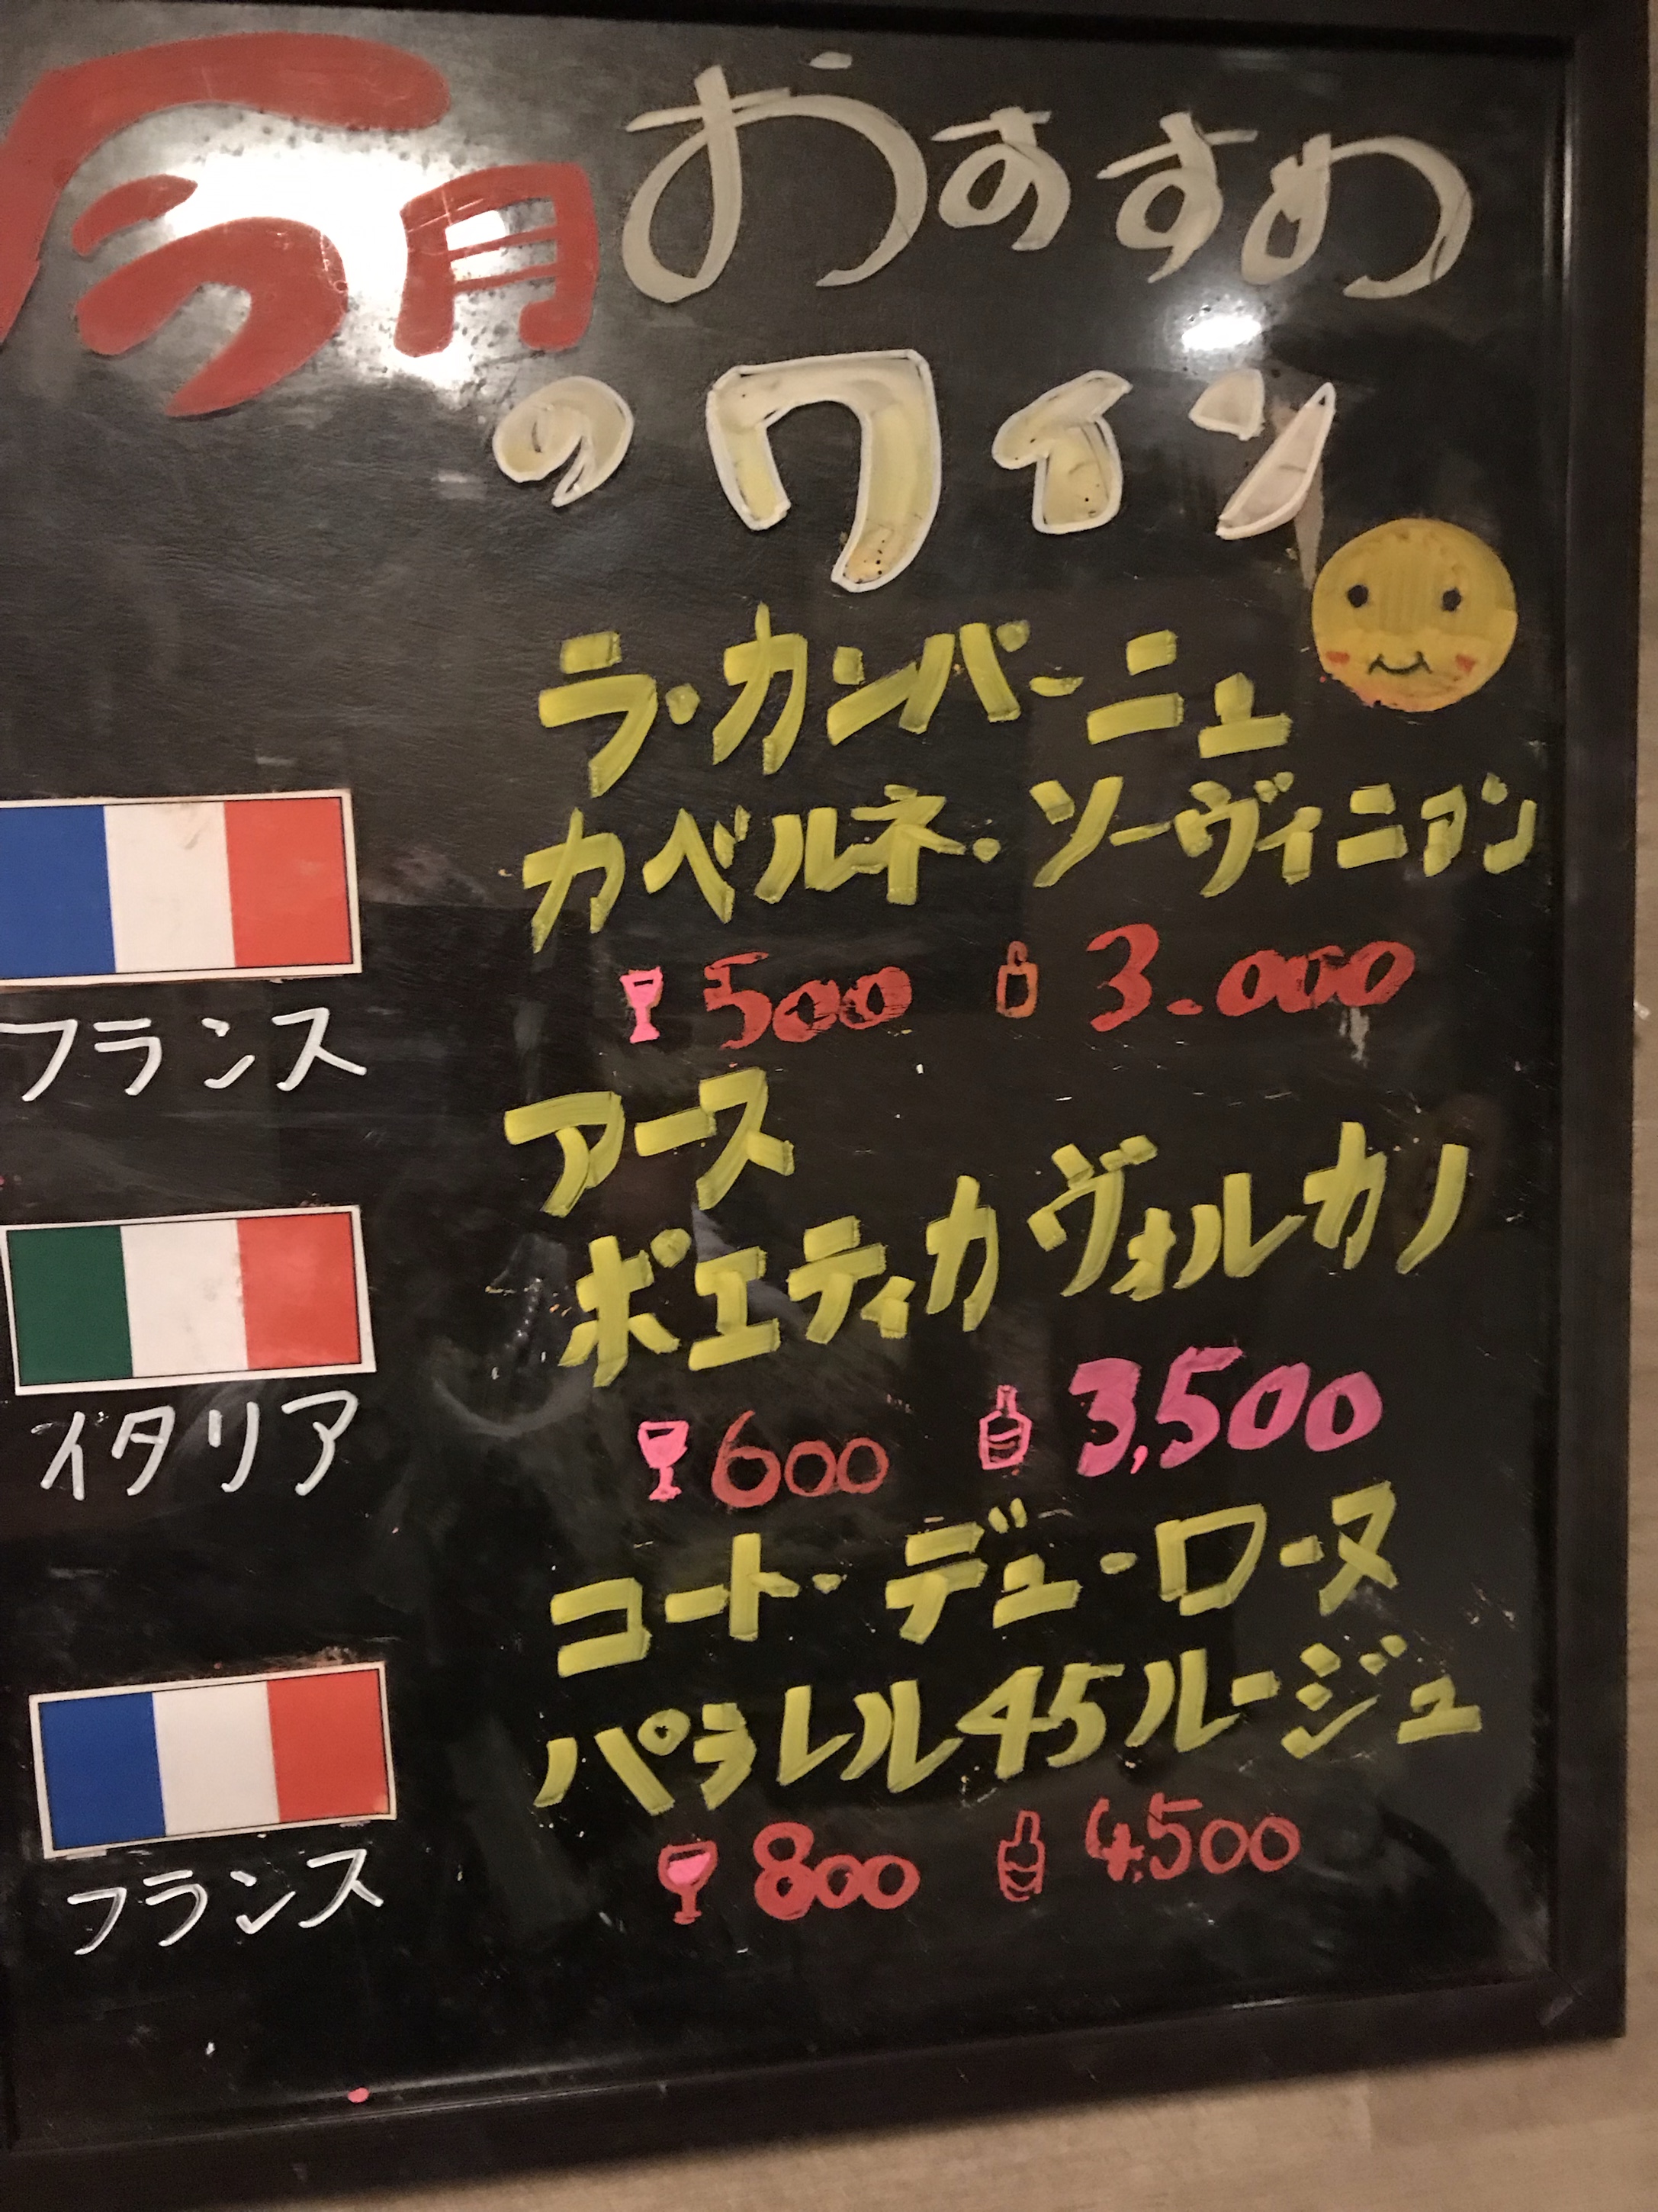 今月おすすめ
のワイン
ラ・カンパーニュ
カベルネ・ソーヴィニアン
500 3.000
フランス
アース
ポエティカヴォルカノ
イタリア
600 3,500
コート・デュ・ローヌ
パラレル45ルージュ
フランス
800 4,500